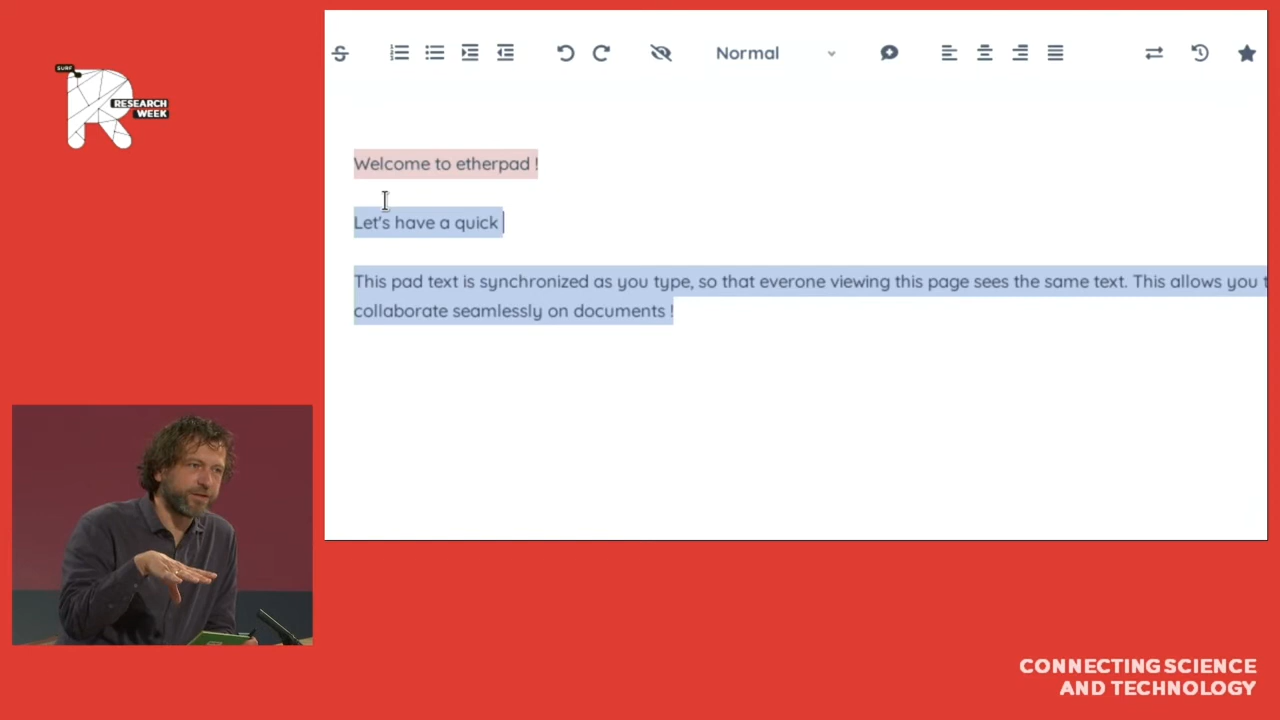 SURF
RESEARCH
WEEK
Normal
Welcome to etherpad !
Let's have a quick
This pad text is synchronized as you type, so that everone viewing this page sees the same text. This allows you t
collaborate seamlessly on documents !
CONNECTING SCIENCE
AND TECHNOLOGY